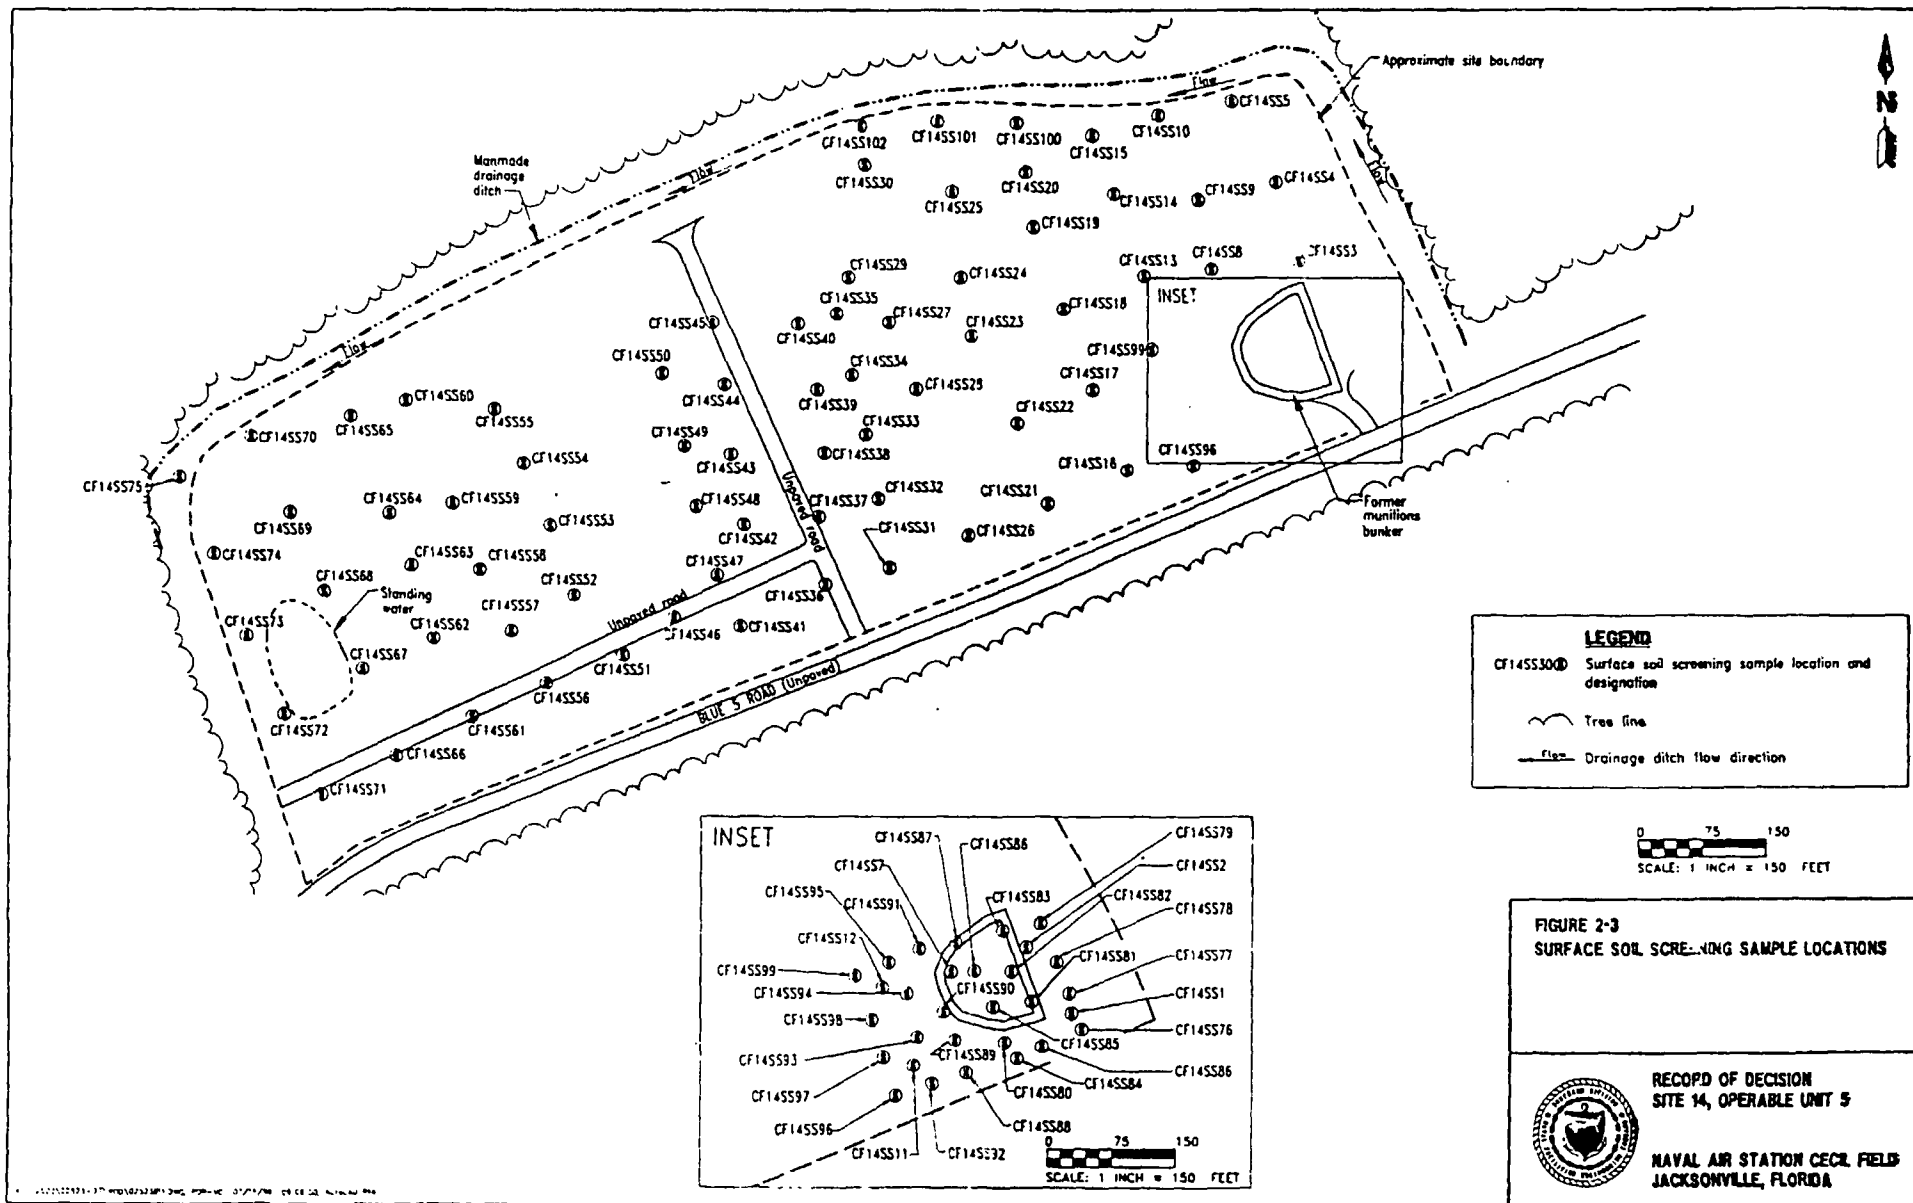 Approximate site boundary
N
Manmade
drainage
ditch
Flow
Flow
Flow
Flow
CF14SS5
CF14SS10
CF14SS102
CF14SS101
CF14SS100
CF14SS15
CF14SS30
CF14SS25
CF14SS20
CF14SS14
CF14SS9
CF14SS4
CF14SS19
CF14SS29
CF14SS24
CF14SS13
CF14SS8
CF14SS3
INSET
CF14SS35
CF14SS27
CF14SS18
CF14SS45
CF14SS40
CF14SS23
CF14SS50
CF14SS34
CF14SS99
CF14SS44
CF14SS39
CF14SS28
CF14SS17
CF14SS60
CF14SS65
CF14SS55
CF14SS70
CF14SS49
CF14SS33
CF14SS22
CF14SS54
CF14SS43
CF14SS38
CF14SS16
CF14SS96
CF14SS75
CF14SS64
CF14SS59
CF14SS48
CF14SS37
CF14SS32
CF14SS21
CF14SS69
CF14SS53
CF14SS42
CF14SS31
CF14SS26
Unpaved road
Former
munitions
bunker
CF14SS74
CF14SS63
CF14SS58
CF14SS47
CF14SS68
CF14SS52
CF14SS36
Standing
water
CF14SS57
Unpaved road
CF14SS73
CF14SS62
CF14SS46
CF14SS41
CF14SS67
CF14SS51
CF14SS56
BLUE 5 ROAD (Unpaved)
CF14SS72
CF14SS61
CF14SS66
CF14SS71
LEGEND
CF14SS30 Surface soil screening sample location and
designation
Tree line
Flow Drainage ditch flow direction
0 75 150
SCALE: 1 INCH = 150 FEET
INSET
CF14SS87
CF14SS86
CF14SS79
CF14SS7
CF14SS2
CF14SS95
CF14SS91
CF14SS83
CF14SS82
CF14SS78
CF14SS12
CF14SS81
CF14SS77
CF14SS99
CF14SS94
CF14SS90
CF14SS1
CF14SS98
CF14SS76
CF14SS93
CF14SS89
CF14SS85
CF14SS86
CF14SS97
CF14SS80
CF14SS84
CF14SS96
CF14SS88
CF14SS11
CF14SS92
0 75 150
SCALE: 1 INCH = 150 FEET
FIGURE 2-3
SURFACE SOIL SCREENING SAMPLE LOCATIONS
RECORD OF DECISION
SITE 14, OPERABLE UNIT 5
NAVAL AIR STATION CECIL FIELD
JACKSONVILLE, FLORIDA